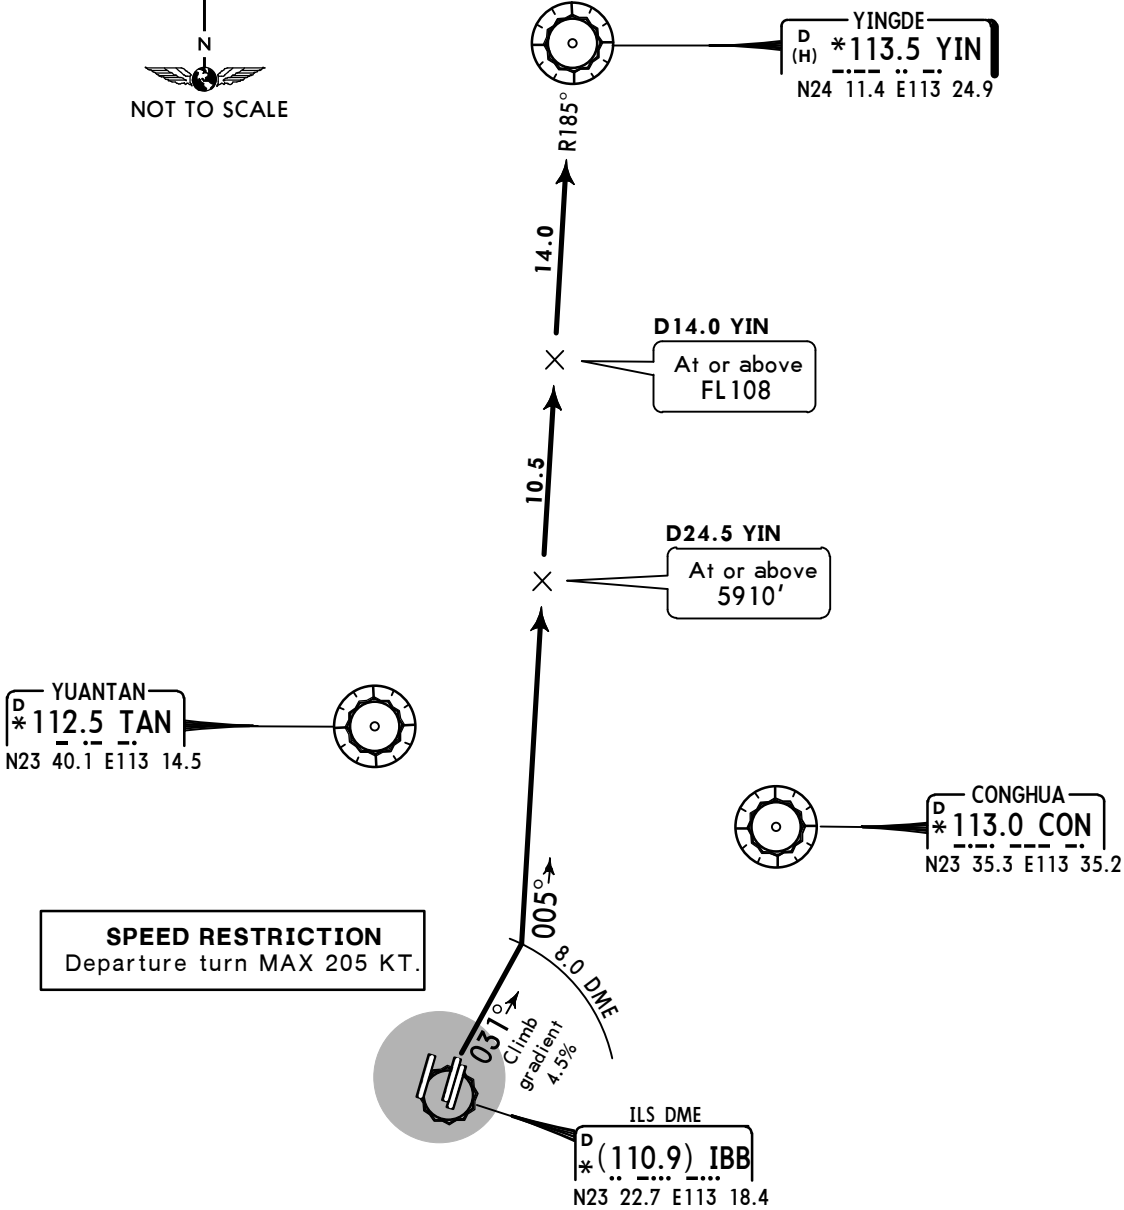 N
NOT TO SCALE
YINGDE
D
(H)
*113.5 YIN
N24 11.4 E113 24.9
R185°
14.0
D14.0 YIN
At or above
FL108
10.5
D24.5 YIN
At or above
5910'
YUANTAN
D
*112.5 TAN
N23 40.1 E113 14.5
CONGHUA
D
*113.0 CON
N23 35.3 E113 35.2
005°
SPEED RESTRICTION
Departure turn MAX 205 KT.
8.0 DME
031°
Climb
gradient
4.5%
ILS DME
D
*(110.9) IBB
N23 22.7 E113 18.4